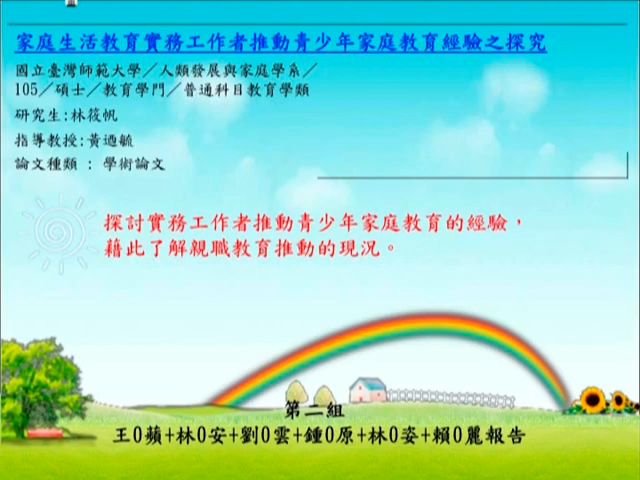 家庭生活教育實務工作者推動青少年家庭教育經驗之探究
國立臺灣師範大學／人類發展與家庭學系／
105／碩士／教育學門／普通科目教育學類
研究生:林筱帆
指導教授:黃迺毓
論文種類 : 學術論文
探討實務工作者推動青少年家庭教育的經驗，
藉此了解親職教育推動的現況。
第二組
王O蘋+林O安+劉O雲+鍾O原+林O姿+賴O麗報告